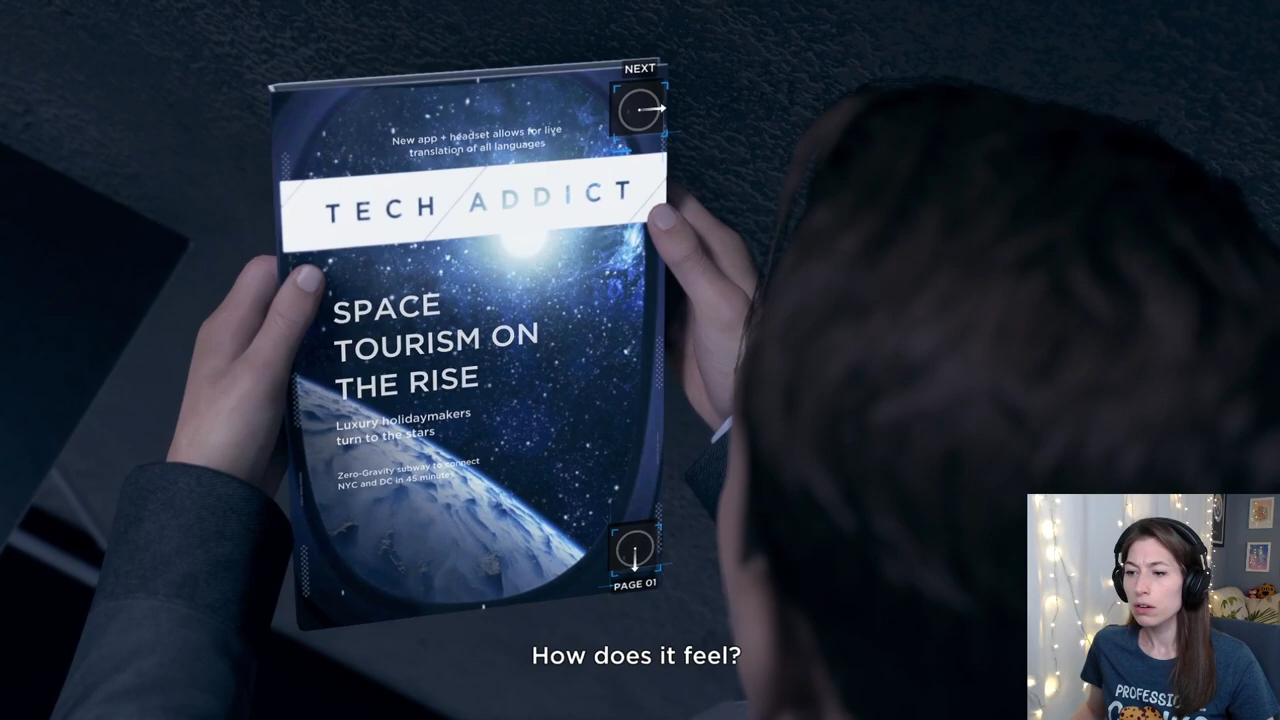 NEXT
New app + headset allows for live
translation of all languages
TECH ADDICT
SPACE
TOURISM ON
THE RISE
Luxury holidaymakers
turn to the stars
Zero-Gravity subway to connect
NYC and DC in 45 minutes
PAGE 01
How does it feel?